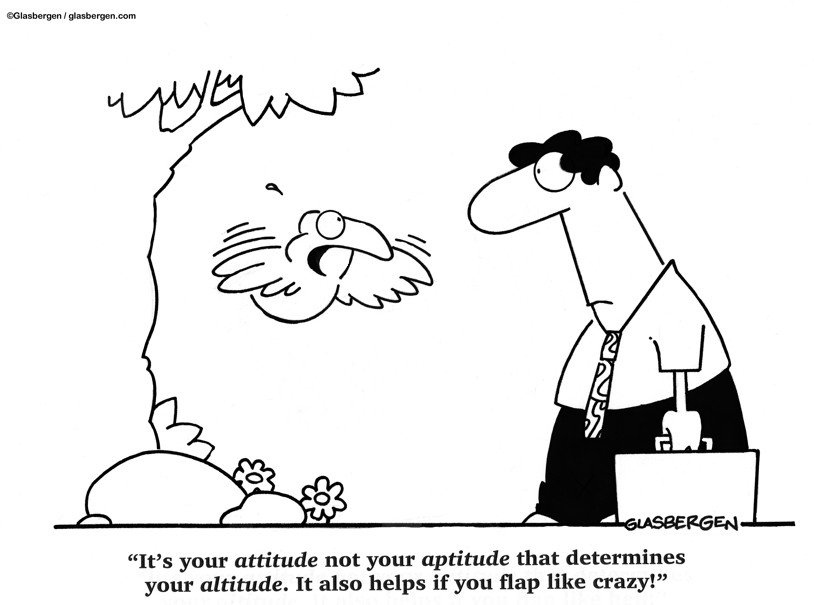 ©Glasbergen / glasbergen.com
GLASBERGEN
“It’s your attitude not your aptitude that determines
your altitude. It also helps if you flap like crazy!”